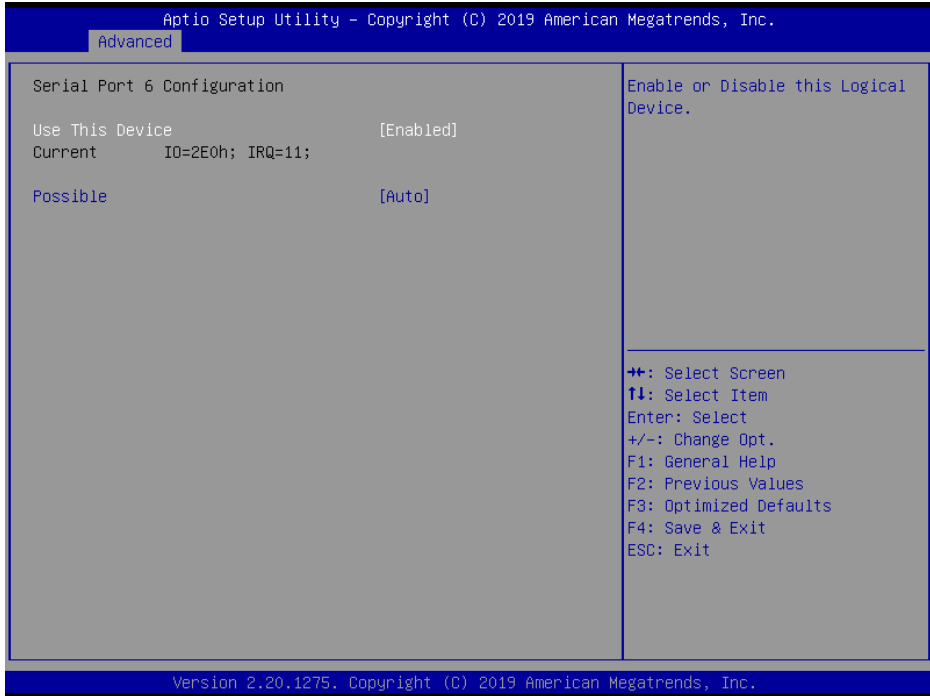 Aptio Setup Utility – Copyright (C) 2019 American Megatrends, Inc.
Advanced
Serial Port 6 Configuration
Use This Device [Enabled]
Current IO=2E0h; IRQ=11;
Possible [Auto]
Enable or Disable this Logical
Device.
→←: Select Screen
↑↓: Select Item
Enter: Select
+/-: Change Opt.
F1: General Help
F2: Previous Values
F3: Optimized Defaults
F4: Save & Exit
ESC: Exit
Version 2.20.1275. Copyright (C) 2019 American Megatrends, Inc.